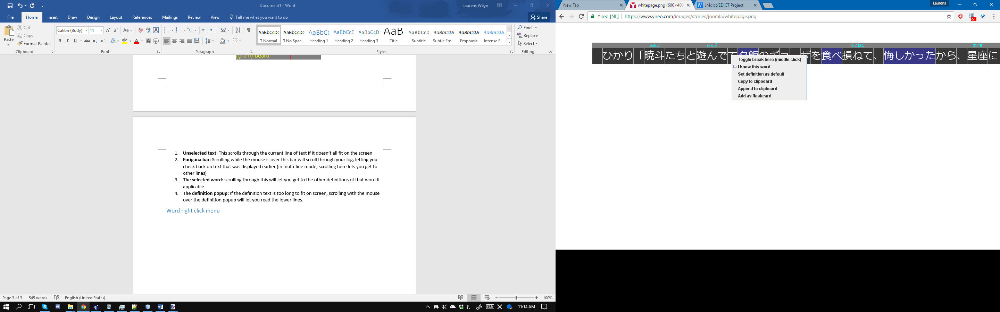 Document1 - Word
Laurens Weyn
File Home Insert Draw Design Layout References Mailings Review View Tell me what you want to do Share
Paste
Cut
Copy
Format Painter
Clipboard
Calibri (Body) 11
Font
Paragraph
AaBbCcDc AaBbCcDc AaBbCc AaBbCcD AaBbCcD AaB AaBbCcD AaBbCcDc AaBbCcDc AaBbCcDc
¶ Normal ¶ No Spac... Heading 1 Heading 2 Heading 3 Title Subtitle Subtle Em... Emphasis Intense E...
Styles
Find
Replace
Select
Editing
(grain) beard
1. Unselected text: This scrolls through the current line of text if it doesn’t all fit on the screen
2. Furigana bar: Scrolling while the mouse is over this bar will scroll through your log, letting you
check back on text that was displayed earlier (in multi-line mode, scrolling here lets you get to
other lines)
3. The selected word: scrolling through this will let you get to the other definitions of that word If
applicable
4. The definition popup: If the definition text is too long to fit on screen, scrolling with the mouse
over the definition popup will let you read the lower lines.
Word right click menu
Page 3 of 3 545 words English (United States)
100%
11:14 AM
New Tab
whitepage.png (600×400
JMdict/EDICT Project
Laurens
Yireo [NL] https://www.yireo.com/images/stories/joomla/whitepage.png
On
あきと あそぶ そこねる せいざ
ひかり「暁斗たちと遊んでて夕飯のギョ ザを食べ損ねて、悔しかったから、星座に
Toggle break here (middle click)
I know this word
Set definition as default
Copy to clipboard
Append to clipboard
Add as flashcard